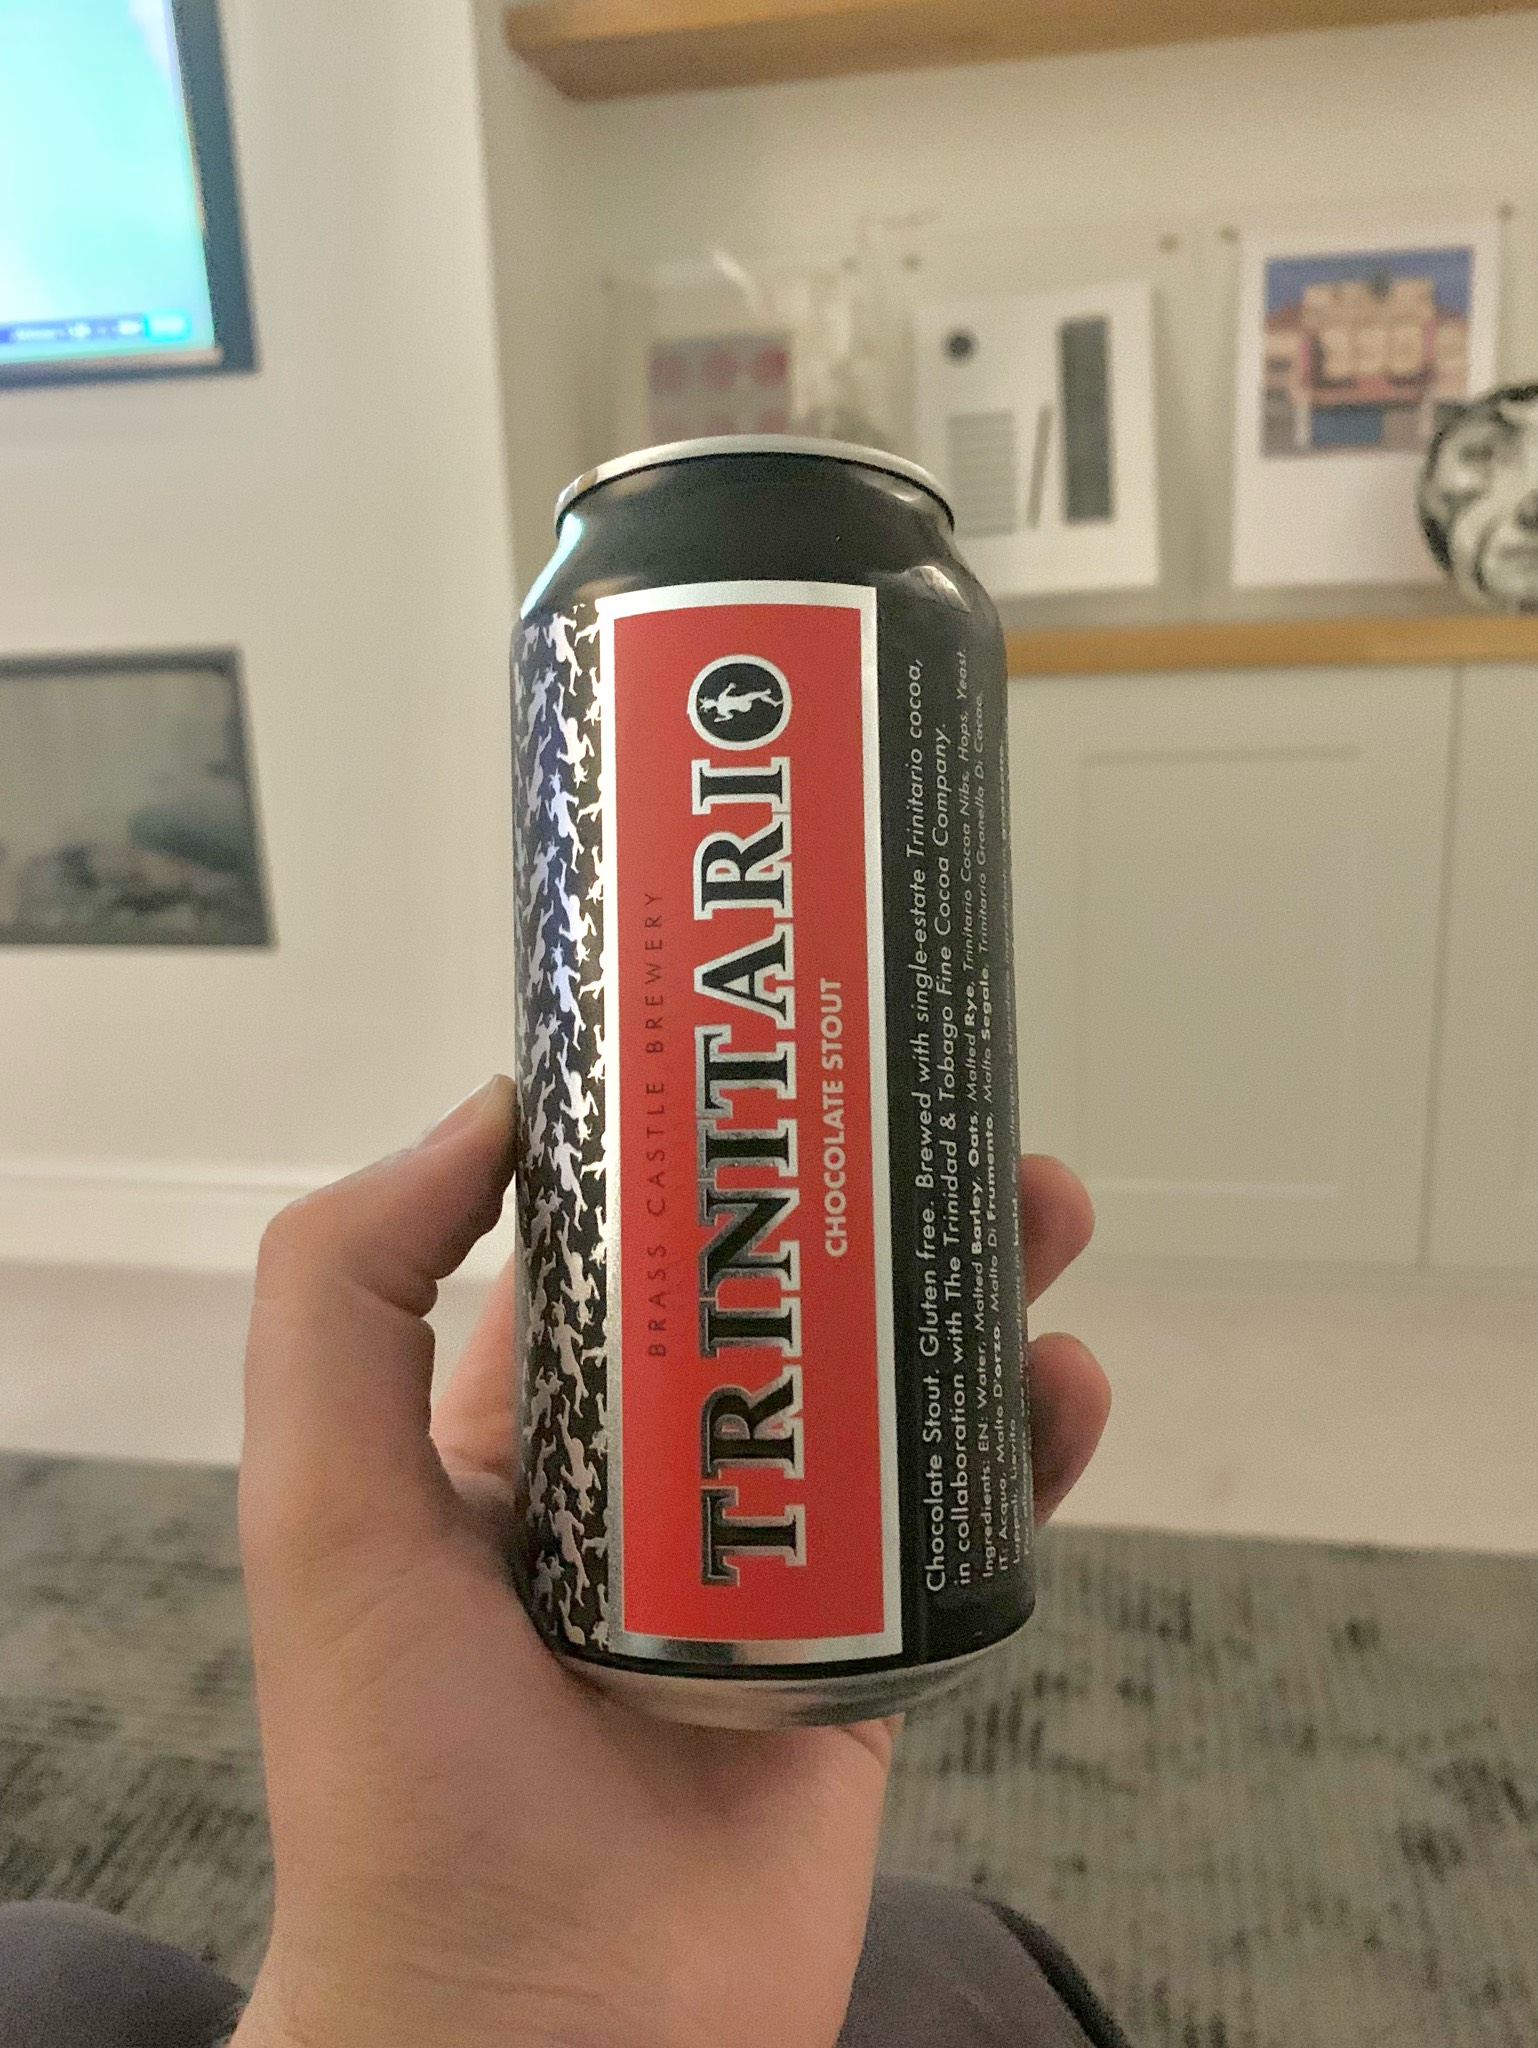 BRASS CASTLE BREWERY
TRINITARIO
CHOCOLATE STOUT
Chocolate Stout. Gluten free. Brewed with single-estate Trinitario cocoa,
in collaboration with The Trinidad & Tobago Fine Cocoa Company.
Ingredients: EN: Water, Malted Barley, Oats, Malted Rye, Trinitario Cocoa Nibs, Hops, Yeast.
IT: Acqua, Malto D'orzo, Malto Di Frumento, Malto Segale, Trinitario Granella Di Cacao,
Luppoli, Lievito